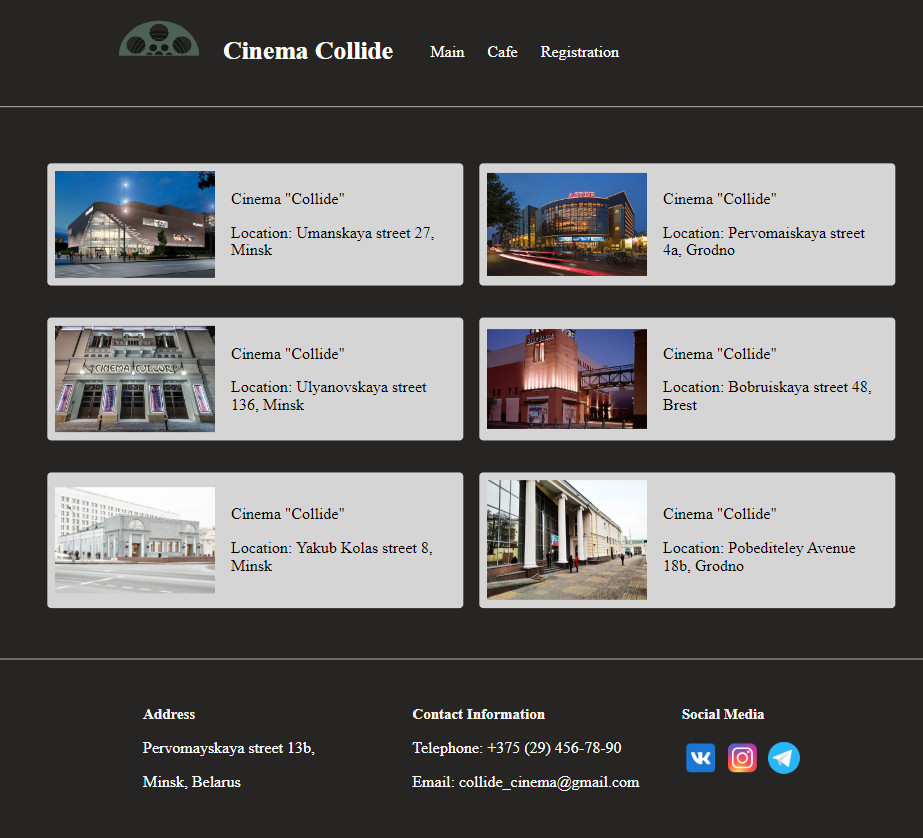 Cinema Collide
Main
Cafe
Registration
Cinema "Collide"
Location: Umanskaya street 27,
Minsk
Cinema "Collide"
Location: Pervomaiskaya street
4a, Grodno
Cinema "Collide"
Location: Ulyanovskaya street
136, Minsk
Cinema "Collide"
Location: Bobruiskaya street 48,
Brest
Cinema "Collide"
Location: Yakub Kolas street 8,
Minsk
Cinema "Collide"
Location: Pobediteley Avenue
18b, Grodno
Address
Pervomayskaya street 13b,
Minsk, Belarus
Contact Information
Telephone: +375 (29) 456-78-90
Email: collide_cinema@gmail.com
Social Media